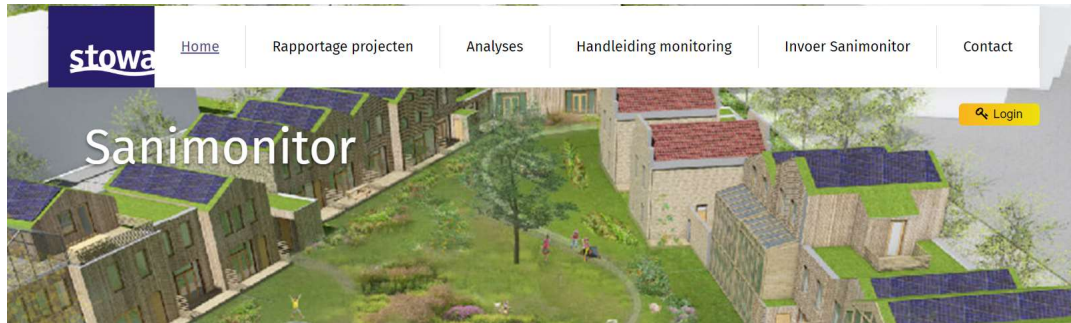 stowa
Home
Rapportage projecten
Analyses
Handleiding monitoring
Invoer Sanimonitor
Contact
Login
Sanimonitor